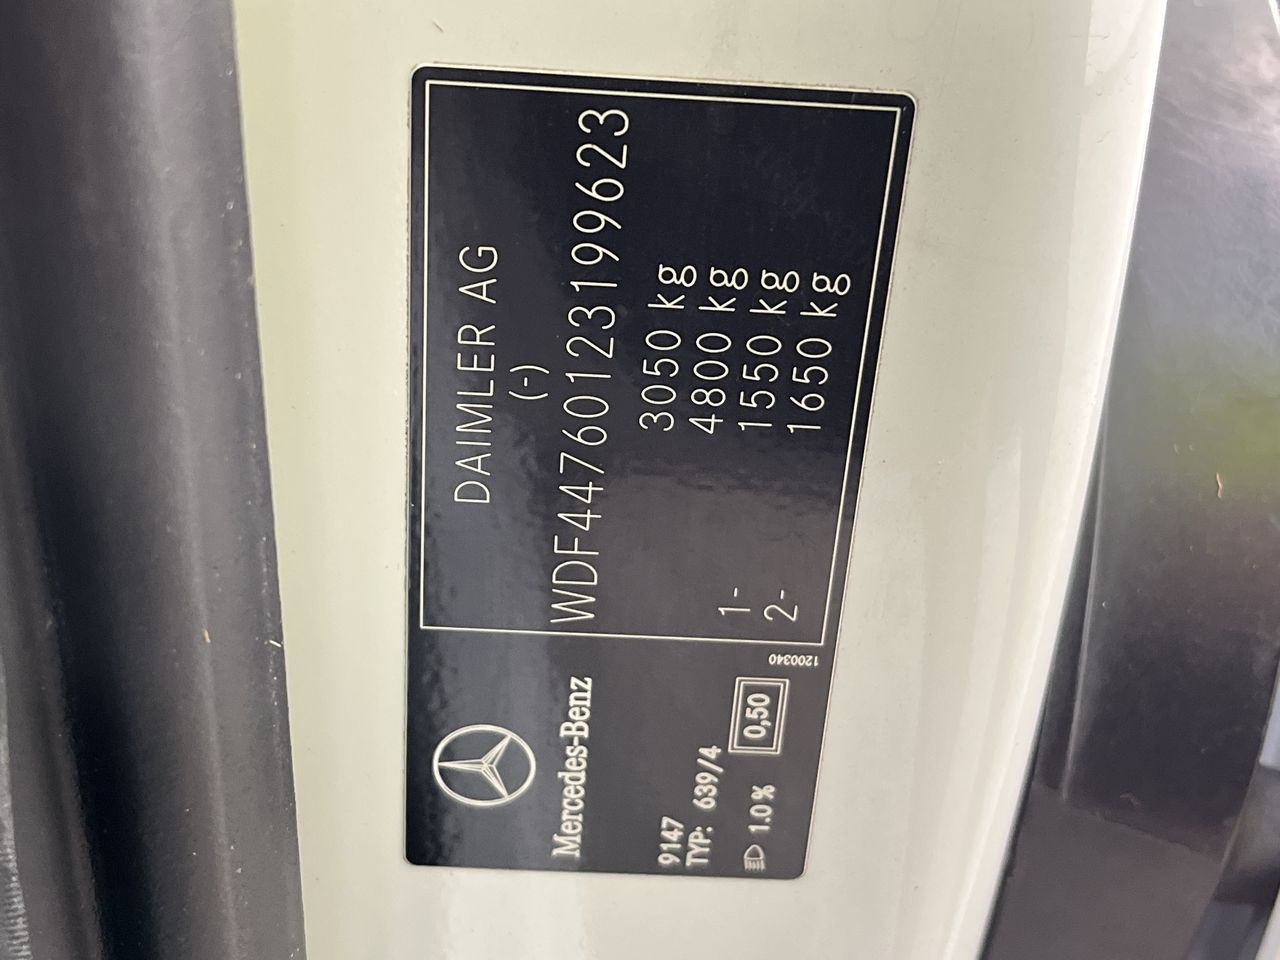 Mercedes-Benz
9147
TYP: 639/4
1.0 %
0,50
1200340
DAIMLER AG
(-)
WDF44760123199623
3050 kg
4800 kg
1- 1550 kg
2- 1650 kg